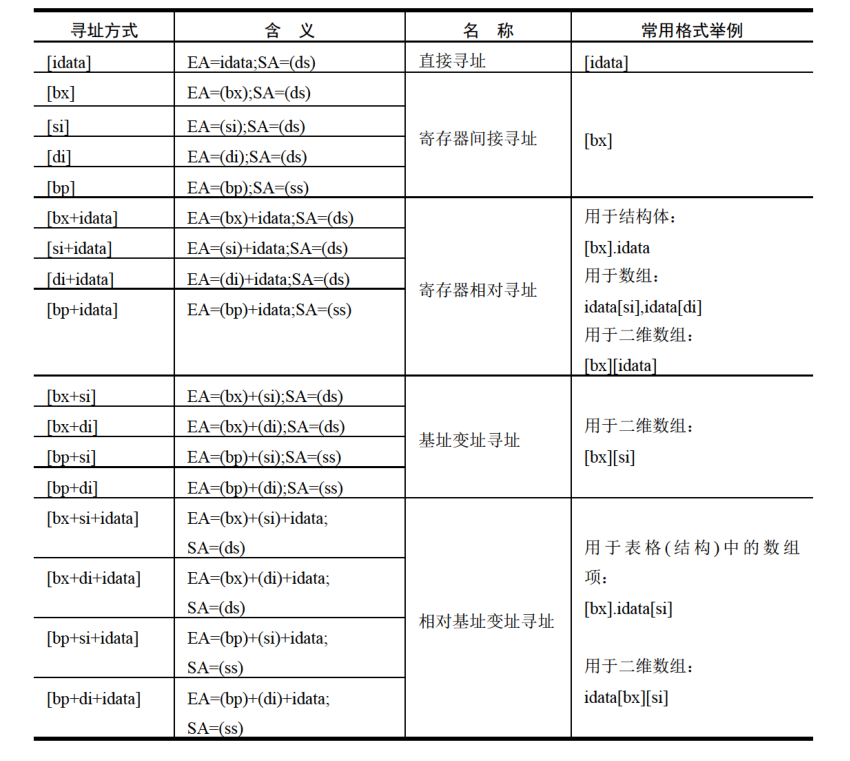 寻址方式 含 义 名 称 常用格式举例
[idata] EA=idata;SA=(ds) 直接寻址 [idata]
[bx] EA=(bx);SA=(ds)
[si] EA=(si);SA=(ds)
寄存器间接寻址 [bx]
[di] EA=(di);SA=(ds)
[bp] EA=(bp);SA=(ss)
[bx+idata] EA=(bx)+idata;SA=(ds) 用于结构体：
[si+idata] EA=(si)+idata;SA=(ds) [bx].idata
[di+idata] EA=(di)+idata;SA=(ds) 用于数组：
寄存器相对寻址
[bp+idata] EA=(bp)+idata;SA=(ss) idata[si],idata[di]
用于二维数组：
[bx][idata]
[bx+si] EA=(bx)+(si);SA=(ds)
[bx+di] EA=(bx)+(di);SA=(ds) 用于二维数组：
基址变址寻址
[bp+si] EA=(bp)+(si);SA=(ss) [bx][si]
[bp+di] EA=(bp)+(di);SA=(ss)
[bx+si+idata] EA=(bx)+(si)+idata;
SA=(ds) 用于表格(结构)中的数组
[bx+di+idata] EA=(bx)+(di)+idata; 项：
SA=(ds) [bx].idata[si]
相对基址变址寻址
[bp+si+idata] EA=(bp)+(si)+idata;
SA=(ss) 用于二维数组：
[bp+di+idata] EA=(bp)+(di)+idata; idata[bx][si]
SA=(ss)